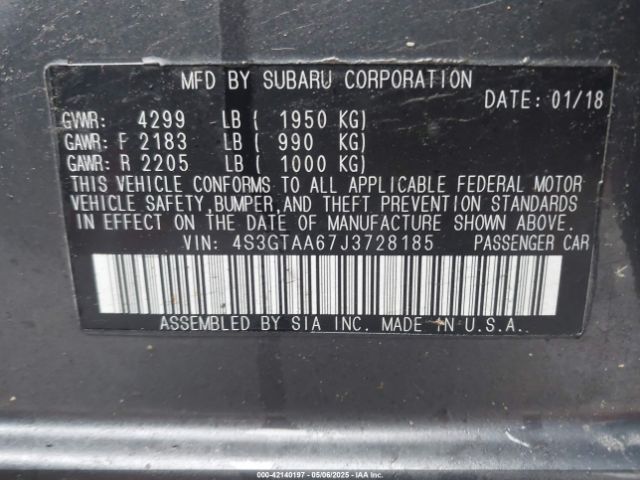 MFD BY SUBARU CORPORATION
DATE: 01/18
GVWR: 4299 LB ( 1950 KG)
GAWR: F 2183 LB ( 990 KG)
GAWR: R 2205 LB ( 1000 KG)
THIS VEHICLE CONFORMS TO ALL APPLICABLE FEDERAL MOTOR
VEHICLE SAFETY, BUMPER, AND THEFT PREVENTION STANDARDS
IN EFFECT ON THE DATE OF MANUFACTURE SHOWN ABOVE.
VIN: 4S3GTAA67J3728185 PASSENGER CAR
ASSEMBLED BY SIA INC. MADE IN U.S.A.
000-42140197 - 05/06/2025 - IAAI.COM